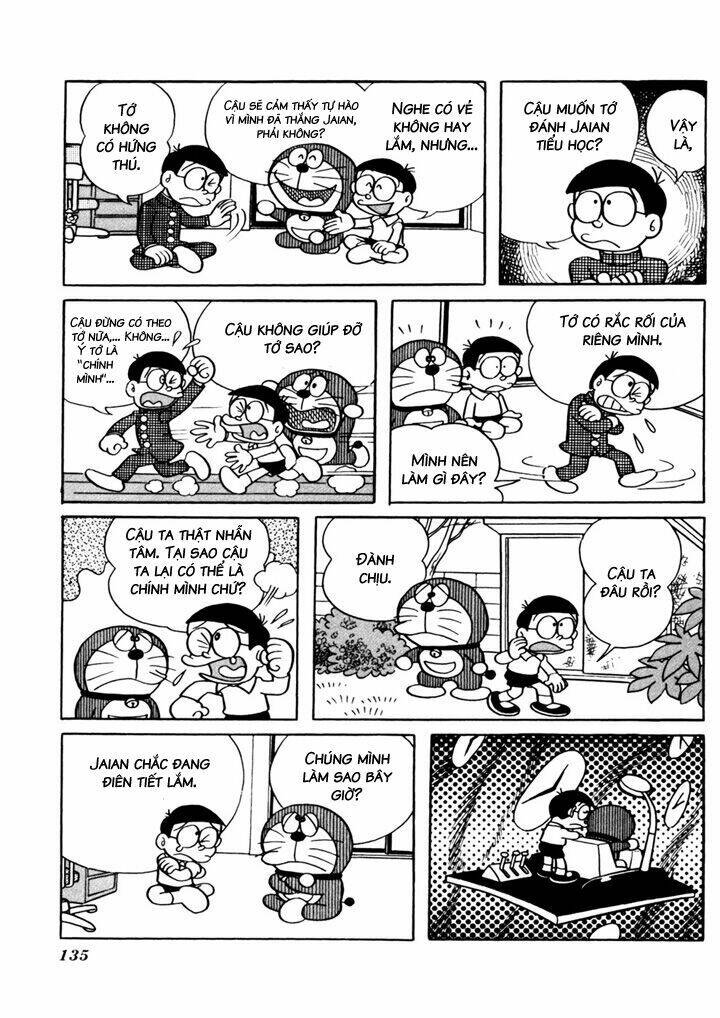 VẬY
LÀ,
CẬU MUỐN TỚ
ĐÁNH JAIAN
TIỂU HỌC?
NGHE CÓ VẺ
KHÔNG HAY
LẮM, NHƯNG...
CẬU SẼ CẢM THẤY TỰ HÀO
VÌ MÌNH ĐÃ THẮNG JAIAN,
PHẢI KHÔNG?
TỚ
KHÔNG
CÓ HỨNG
THÚ.
TỚ CÓ RẮC RỐI CỦA
RIÊNG MÌNH.
MÌNH NÊN
LÀM GÌ ĐÂY?
CẬU KHÔNG GIÚP ĐỠ
TỚ SAO?
CẬU ĐỪNG CÓ THEO
TỚ NỮA,... KHÔNG...
Ý TỚ LÀ
"CHÍNH
MÌNH"...
CẬU TA
ĐÂU RỒI?
ĐÀNH
CHỊU.
CẬU TA THẬT NHẪN
TÂM. TẠI SAO CẬU
TA LẠI CÓ THỂ LÀ
CHÍNH MÌNH CHỨ?
CHÚNG MÌNH
LÀM SAO BÂY
GIỜ?
JAIAN CHẮC ĐANG
ĐIÊN TIẾT LẮM.
135